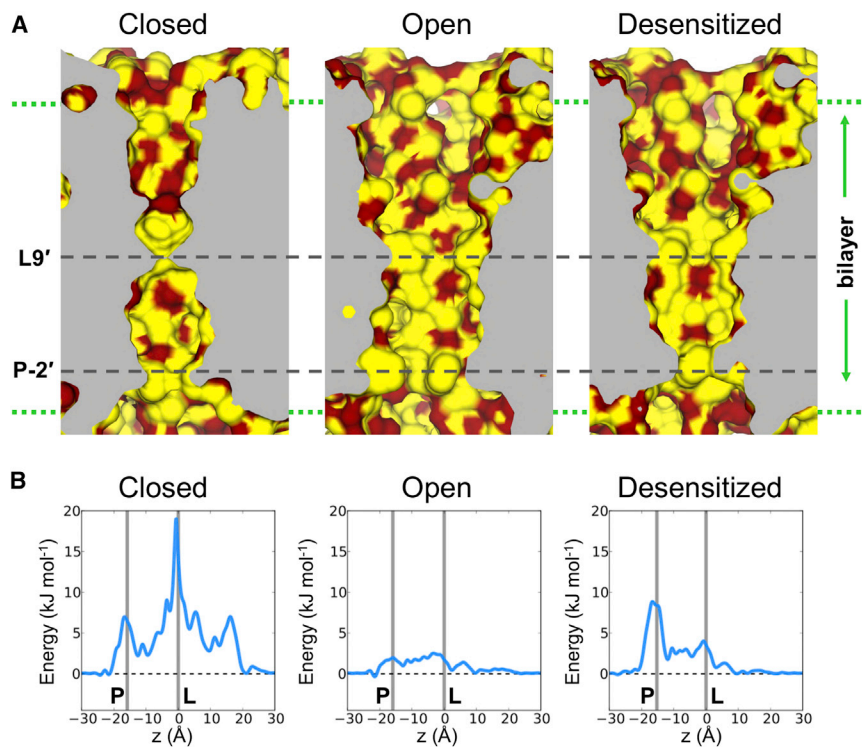 A
Closed
Open
Desensitized
L9′
P-2′
bilayer
B
Closed
Open
Desensitized
Energy (kJ mol⁻¹)
20
15
10
5
0
P
L
−30 −20 −10 0 10 20 30
z (Å)
Energy (kJ mol⁻¹)
20
15
10
5
0
P
L
−30 −20 −10 0 10 20 30
z (Å)
Energy (kJ mol⁻¹)
20
15
10
5
0
P
L
−30 −20 −10 0 10 20 30
z (Å)